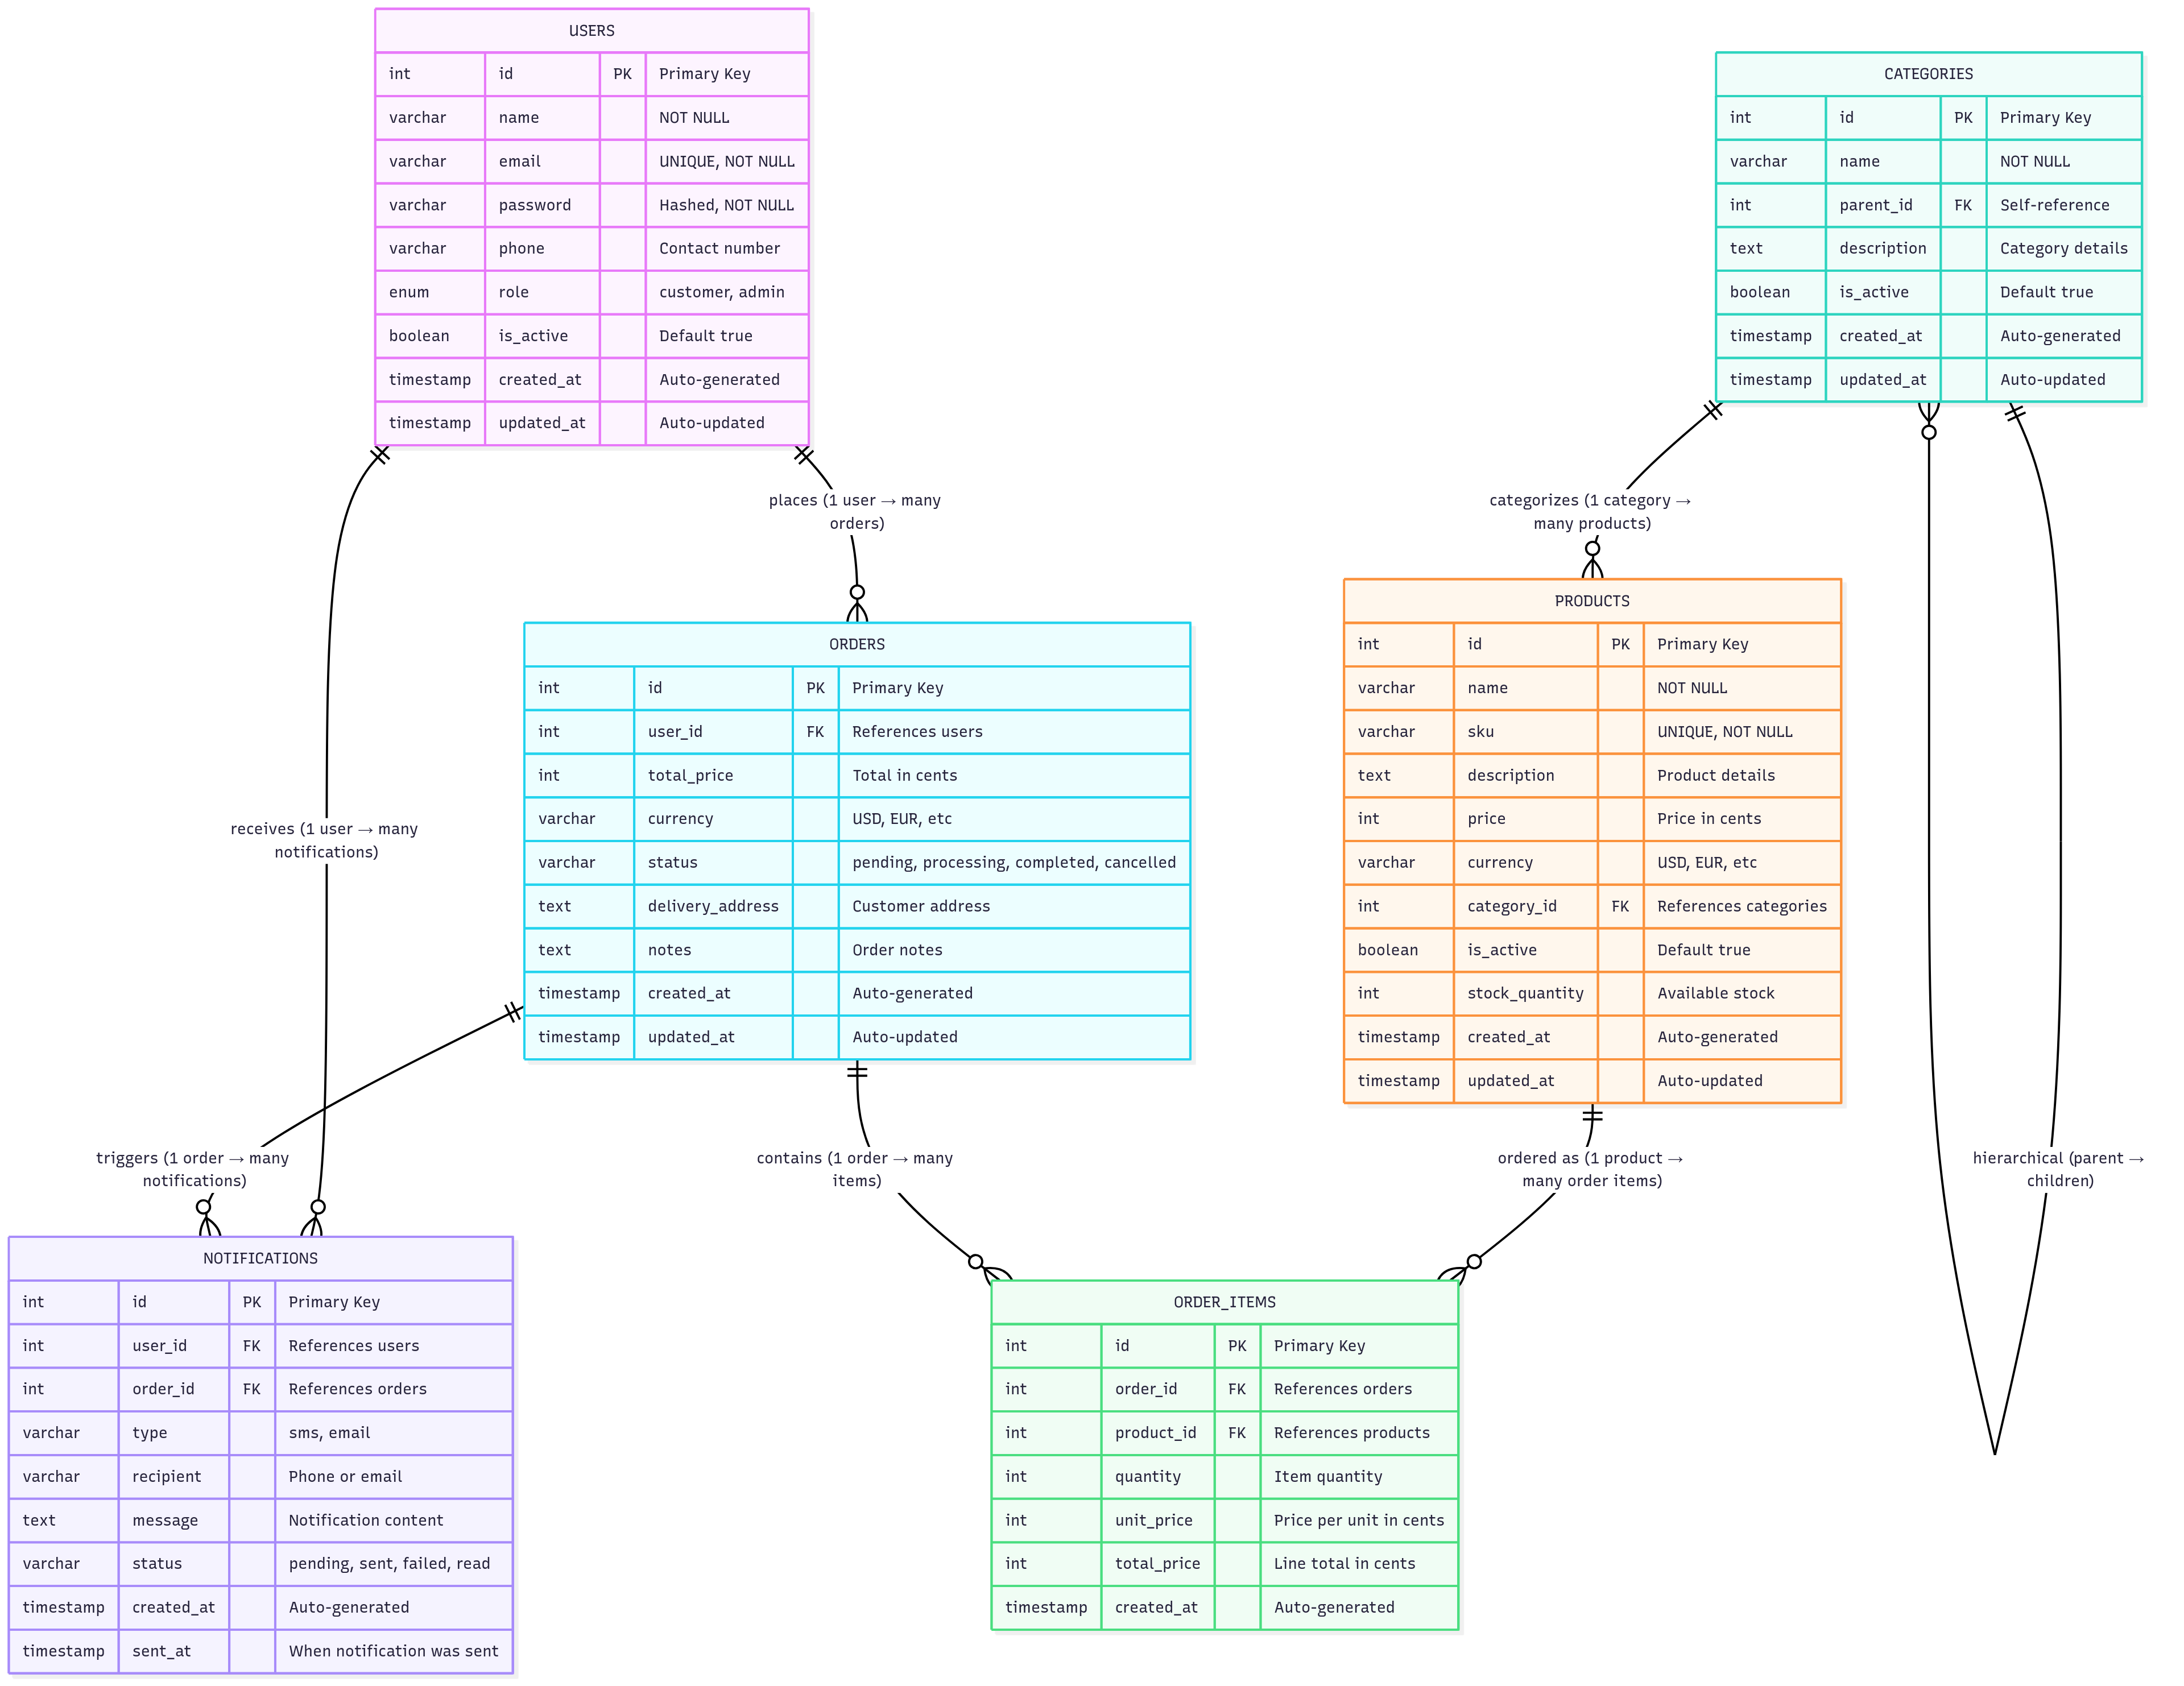 USERS
int id PK Primary Key
varchar name NOT NULL
varchar email UNIQUE, NOT NULL
varchar password Hashed, NOT NULL
varchar phone Contact number
enum role customer, admin
boolean is_active Default true
timestamp created_at Auto-generated
timestamp updated_at Auto-updated
CATEGORIES
int id PK Primary Key
varchar name NOT NULL
int parent_id FK Self-reference
text description Category details
boolean is_active Default true
timestamp created_at Auto-generated
timestamp updated_at Auto-updated
places (1 user → many
orders)
categorizes (1 category →
many products)
ORDERS
int id PK Primary Key
int user_id FK References users
int total_price Total in cents
varchar currency USD, EUR, etc
varchar status pending, processing, completed, cancelled
text delivery_address Customer address
text notes Order notes
timestamp created_at Auto-generated
timestamp updated_at Auto-updated
PRODUCTS
int id PK Primary Key
varchar name NOT NULL
varchar sku UNIQUE, NOT NULL
text description Product details
int price Price in cents
varchar currency USD, EUR, etc
int category_id FK References categories
boolean is_active Default true
int stock_quantity Available stock
timestamp created_at Auto-generated
timestamp updated_at Auto-updated
receives (1 user → many
notifications)
triggers (1 order → many
notifications)
contains (1 order → many
items)
ordered as (1 product →
many order items)
hierarchical (parent →
children)
NOTIFICATIONS
int id PK Primary Key
int user_id FK References users
int order_id FK References orders
varchar type sms, email
varchar recipient Phone or email
text message Notification content
varchar status pending, sent, failed, read
timestamp created_at Auto-generated
timestamp sent_at When notification was sent
ORDER_ITEMS
int id PK Primary Key
int order_id FK References orders
int product_id FK References products
int quantity Item quantity
int unit_price Price per unit in cents
int total_price Line total in cents
timestamp created_at Auto-generated